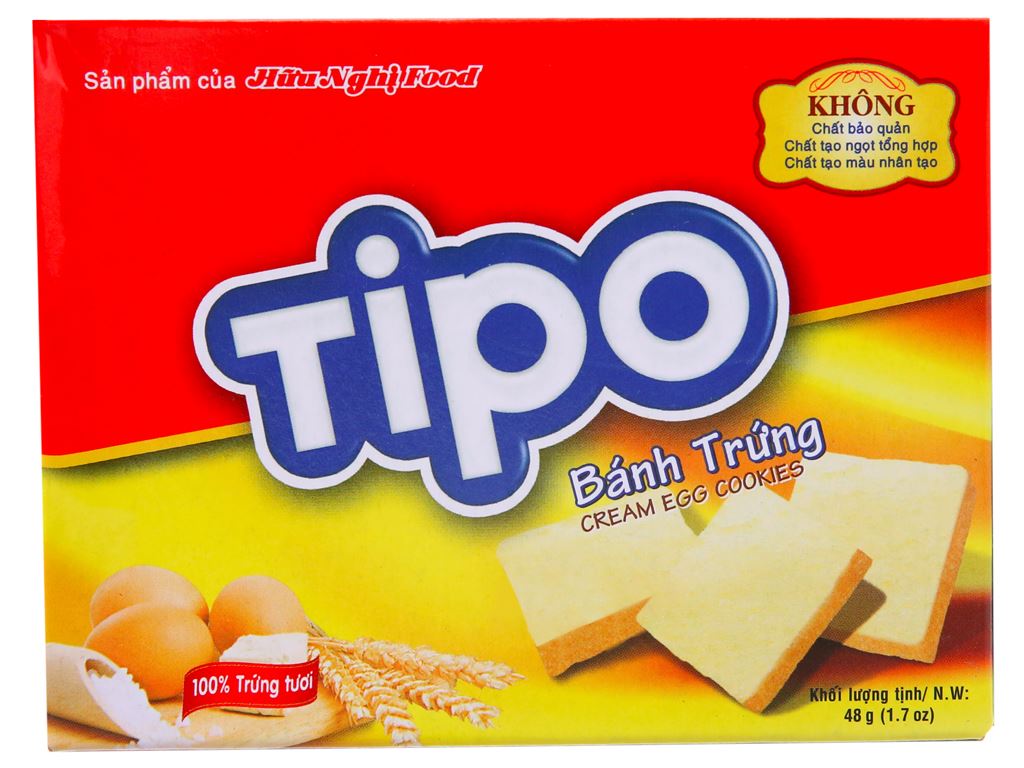 Sản phẩm của Hữu Nghị Food
KHÔNG
Chất bảo quản
Chất tạo ngọt tổng hợp
Chất tạo màu nhân tạo
Tipo
Bánh Trứng
CREAM EGG COOKIES
100% Trứng tươi
Khối lượng tịnh/ N.W:
48 g (1.7 oz)